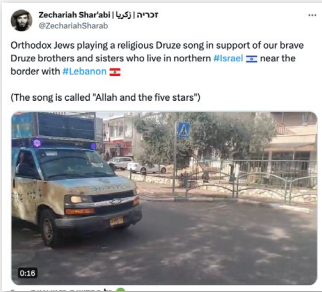 Zechariah Shar'abi | זכריה | زكريا
@ZechariahSharab
Orthodox Jews playing a religious Druze song in support of our brave
Druze brothers and sisters who live in northern #Israel 🇮🇱 near the
border with #Lebanon 🇱🇧
(The song is called "Allah and the five stars")
0:16